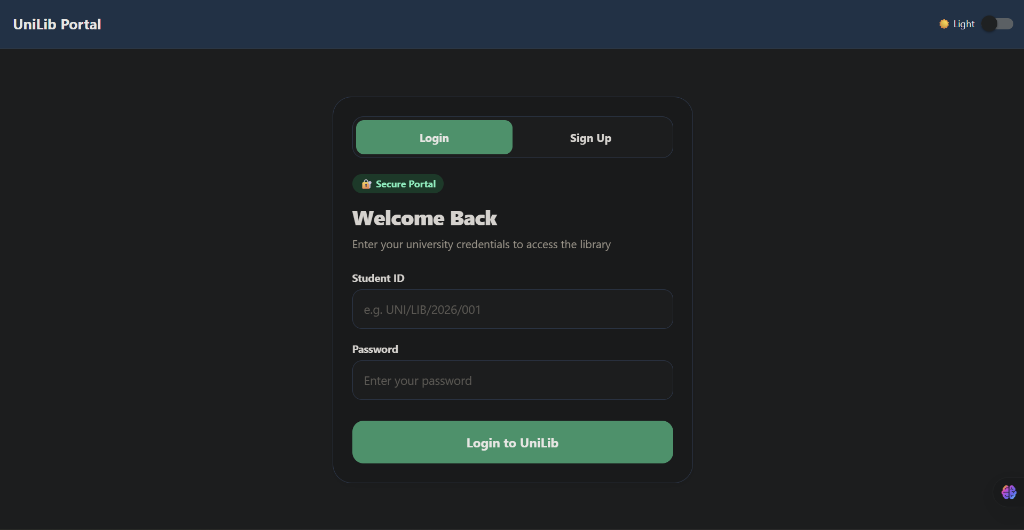 UniLib Portal
Light
Login
Sign Up
Secure Portal
Welcome Back
Enter your university credentials to access the library
Student ID
e.g. UNI/LIB/2026/001
Password
Enter your password
Login to UniLib